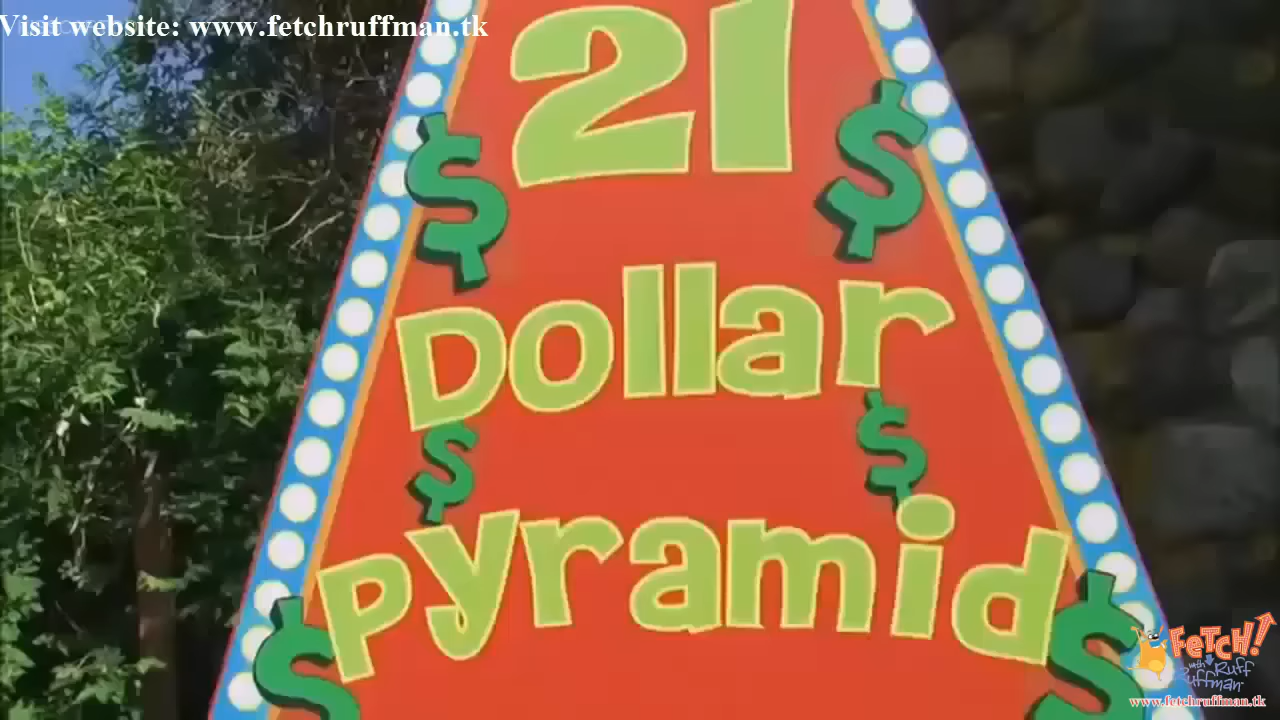 Visit website: www.fetchruffman.tk
21
$ $
Dollar
$ $
Pyramid
$ $
FETCH!
with Ruff
Ruffman
www.fetchruffman.tk